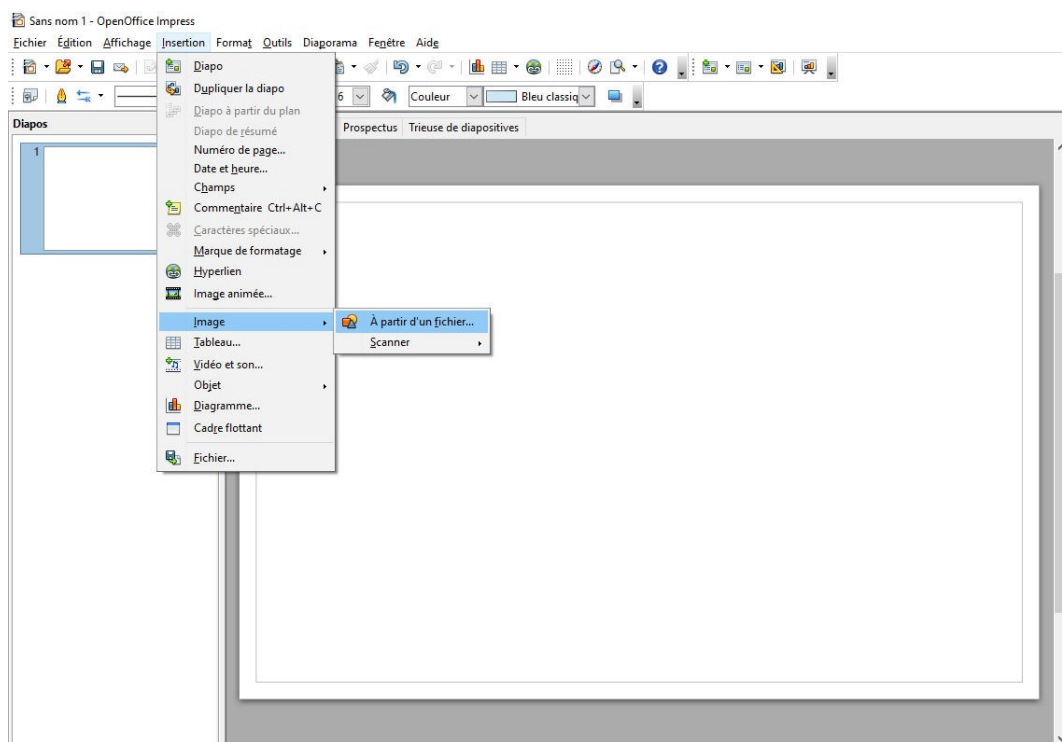 Sans nom 1 - OpenOffice Impress
Fichier Édition Affichage Insertion Format Outils Diaporama Fenêtre Aide
6 Couleur Bleu classiq
Diapos
Prospectus Trieuse de diapositives
1
Diapo
Dupliquer la diapo
Diapo à partir du plan
Diapo de résumé
Numéro de page...
Date et heure...
Champs
Commentaire Ctrl+Alt+C
Caractères spéciaux...
Marque de formatage
Hyperlien
Image animée...
Image
À partir d'un fichier...
Scanner
Tableau...
Vidéo et son...
Objet
Diagramme...
Cadre flottant
Fichier...